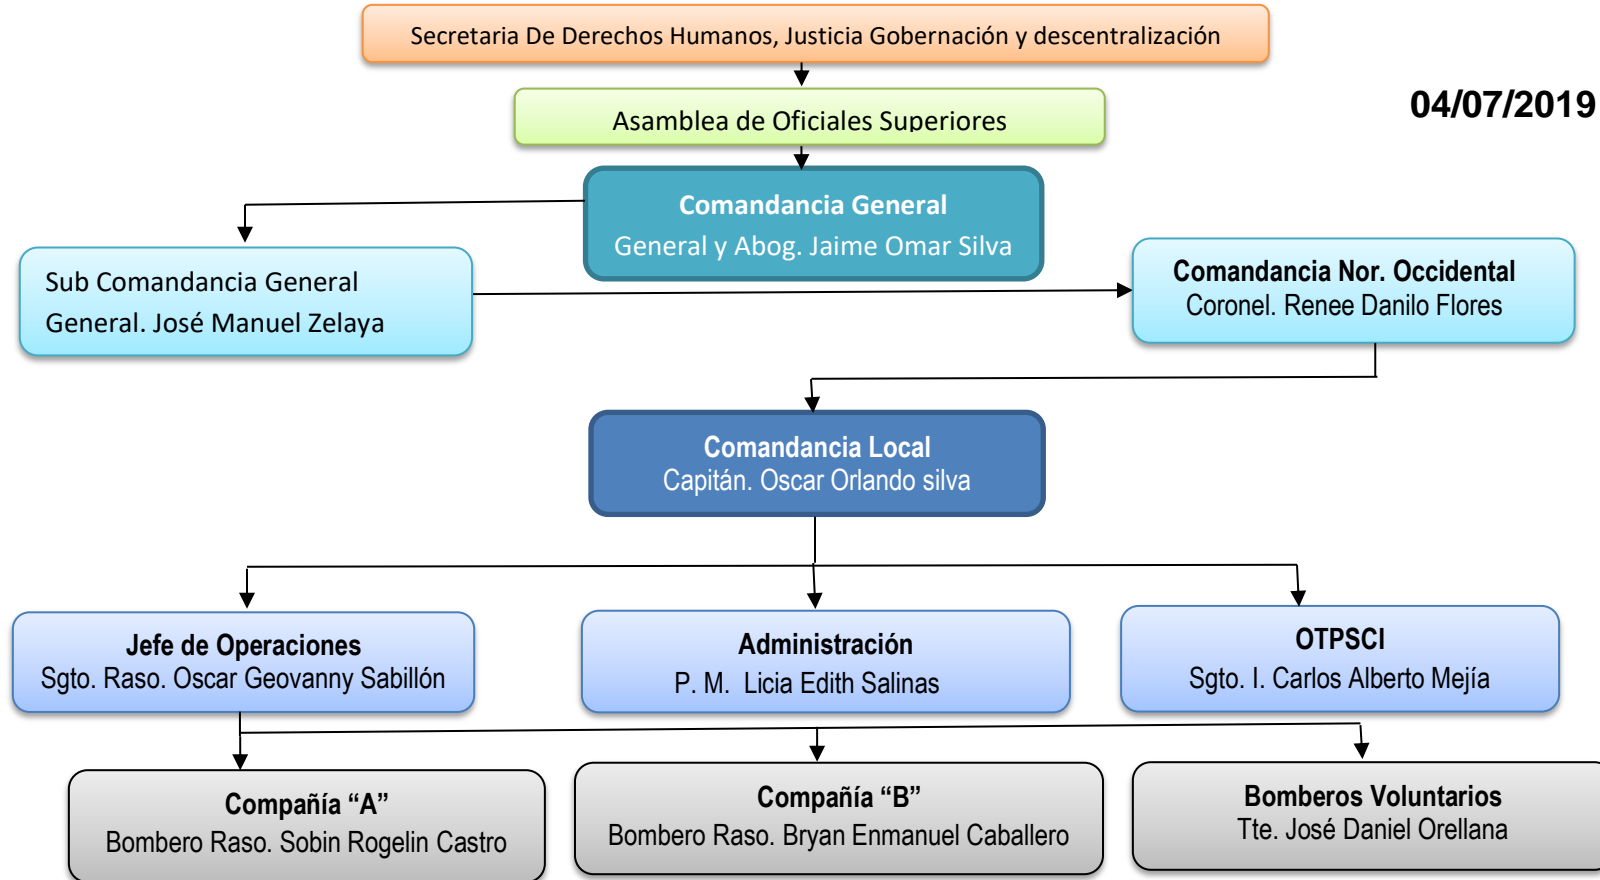 Secretaria De Derechos Humanos, Justicia Gobernación y descentralización
04/07/2019
Asamblea de Oficiales Superiores
Comandancia General
General y Abog. Jaime Omar Silva
Sub Comandancia General
General. José Manuel Zelaya
Comandancia Nor. Occidental
Coronel. Renee Danilo Flores
Comandancia Local
Capitán. Oscar Orlando silva
Jefe de Operaciones
Sgto. Raso. Oscar Geovanny Sabillón
Administración
P. M.  Licia Edith Salinas
OTPSCI
Sgto. I. Carlos Alberto Mejía
Compañía “A”
Bombero Raso. Sobin Rogelin Castro
Compañía “B”
Bombero Raso. Bryan Enmanuel Caballero
Bomberos Voluntarios
Tte. José Daniel Orellana